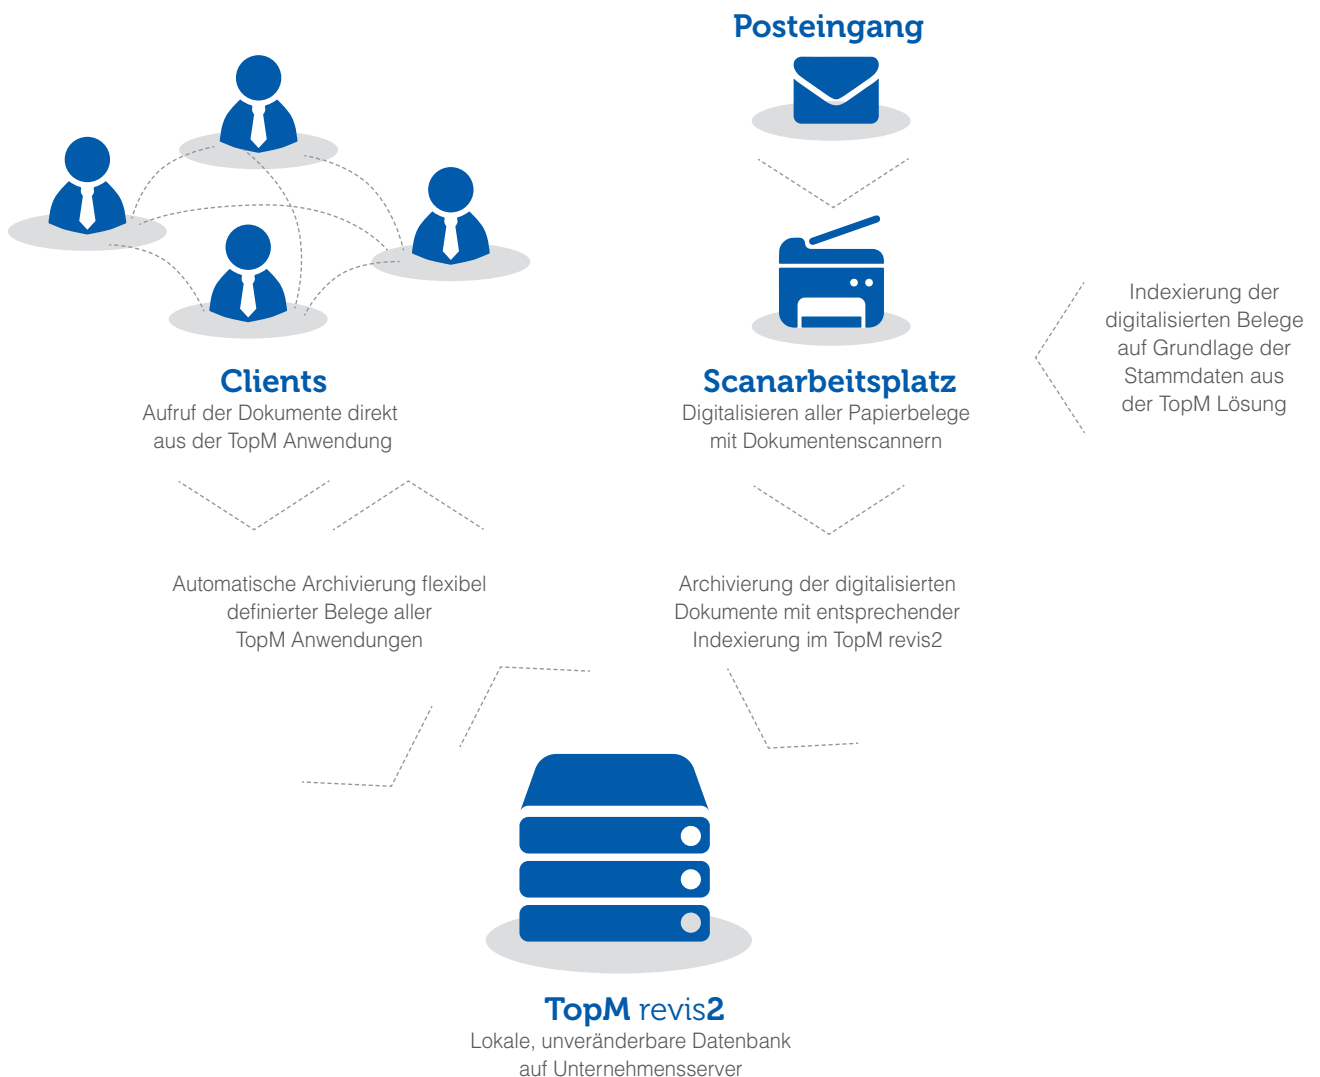 Posteingang
Clients
Aufruf der Dokumente direkt
aus der TopM Anwendung
Scanarbeitsplatz
Digitalisieren aller Papierbelege
mit Dokumentenscannern
Indexierung der
digitalisierten Belege
auf Grundlage der
Stammdaten aus
der TopM Lösung
Automatische Archivierung flexibel
definierter Belege aller
TopM Anwendungen
Archivierung der digitalisierten
Dokumente mit entsprechender
Indexierung im TopM revis2
TopM revis2
Lokale, unveränderbare Datenbank
auf Unternehmensserver